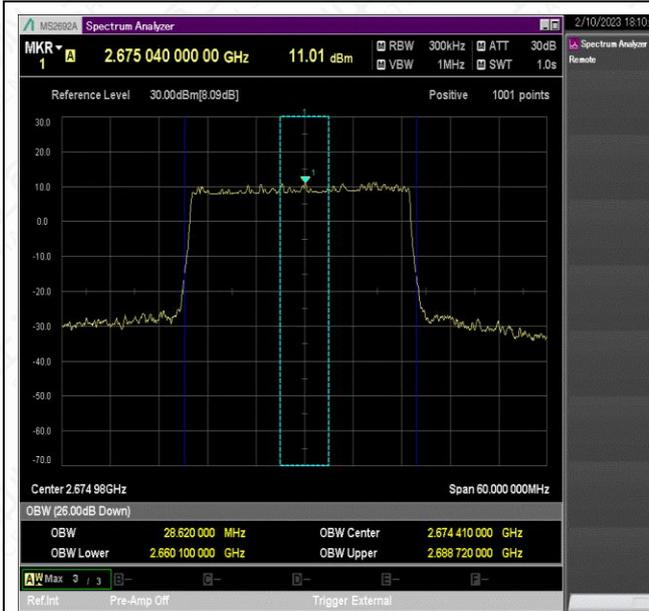 MS2692A Spectrum Analyzer 2/10/2023 18:10:
MKR 1 A 2.675 040 000 00 GHz 11.01 dBm M RBW 300kHz M ATT 30dB
M VBW 1MHz M SWT 1.0s
Spectrum Analyzer
Remote
Reference Level 30.00dBm[8.09dB] Positive 1001 points
30.0
20.0
10.0
1
0.0
-10.0
-20.0
-30.0
-40.0
-50.0
-60.0
-70.0
Center 2.674 98GHz Span 60.000 000MHz
OBW (26.00dB Down)
OBW 28.620 000 MHz OBW Center 2.674 410 000 GHz
OBW Lower 2.660 100 000 GHz OBW Upper 2.688 720 000 GHz
A W Max 3 / 3 B- C- D- E- F-
Ref.Int Pre-Amp Off Trigger External